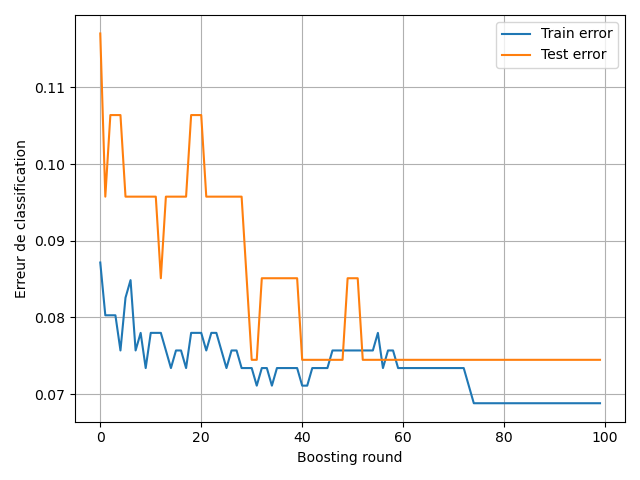 Train error
Test error
0.11
0.10
0.09
0.08
0.07
Erreur de classification
0 20 40 60 80 100
Boosting round